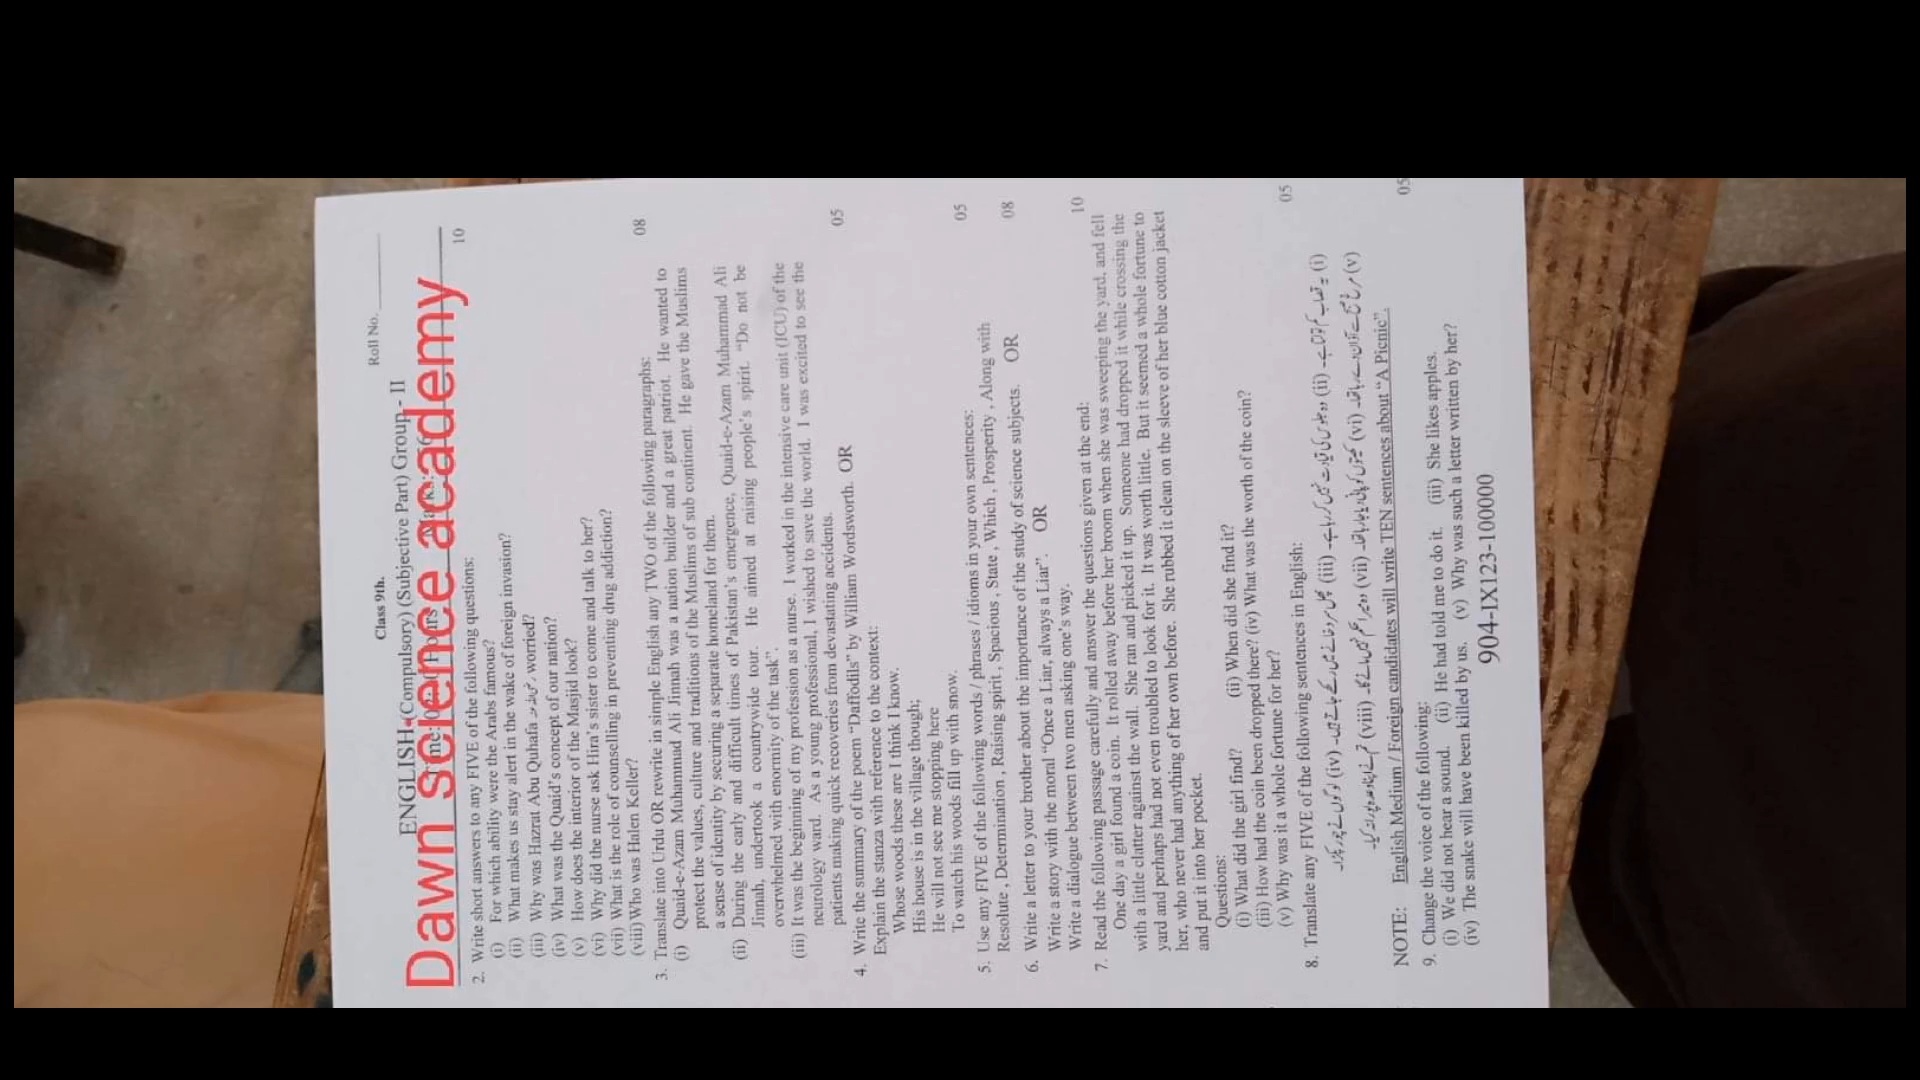 Roll No. ________
Class 9th.
ENGLISH (Compulsory) (Subjective Part) Group - II
Dawn science academy
2. Write short answers to any FIVE of the following questions: 10
(i) For which ability were the Arabs famous?
(ii) What makes us stay alert in the wake of foreign invasion?
(iii) Why was Hazrat Abu Quhafa worried?
(iv) What was the Quaid's concept of our nation?
(v) How does the interior of the Masjid look?
(vi) Why did the nurse ask Hira's sister to come and talk to her?
(vii) What is the role of counselling in preventing drug addiction?
(viii) Who was Halen Keller?
3. Translate into Urdu OR rewrite in simple English any TWO of the following paragraphs: 08
(i) Quaid-e-Azam Muhammad Ali Jinnah was a nation builder and a great patriot. He wanted to
protect the values, culture and traditions of the Muslims of sub continent. He gave the Muslims
a sense of identity by securing a separate homeland for them.
(ii) During the early and difficult times of Pakistan's emergence, Quaid-e-Azam Muhammad Ali
Jinnah, undertook a countrywide tour. He aimed at raising people's spirit. "Do not be
overwhelmed with enormity of the task".
(iii) It was the beginning of my profession as a nurse. I worked in the intensive care unit (ICU) of the
neurology ward. As a young professional, I wished to save the world. I was excited to see the
patients making quick recoveries from devastating accidents.
4. Write the summary of the poem "Daffodils" by William Wordsworth. OR 05
Explain the stanza with reference to the context:
Whose woods these are I think I know.
His house is in the village though;
He will not see me stopping here
To watch his woods fill up with snow.
5. Use any FIVE of the following words / phrases / idioms in your own sentences: 05
Resolute , Determination , Raising spirit , Spacious , State , Which , Prosperity , Along with
6. Write a letter to your brother about the importance of the study of science subjects. OR 08
Write a story with the moral "Once a Liar, always a Liar". OR
Write a dialogue between two men asking one's way.
7. Read the following passage carefully and answer the questions given at the end: 10
One day a girl found a coin. It rolled away before her broom when she was sweeping the yard, and fell
with a little clatter against the wall. She ran and picked it up. Someone had dropped it while crossing the
yard and perhaps had not even troubled to look for it. It was worth little. But it seemed a whole fortune to
her, who never had anything of her own before. She rubbed it clean on the sleeve of her blue cotton jacket
and put it into her pocket.
Questions:
(i) What did the girl find? (ii) When did she find it?
(iii) How had the coin been dropped there? (iv) What was the worth of the coin?
(v) Why was it a whole fortune for her?
8. Translate any FIVE of the following sentences in English: 05
(i) یہ قصاب کم تولتا ہے۔ (ii) وہ جلوس کی قیادت نہیں کر رہا ہے۔ (iii) (iv) لوگوں نے چور پکڑا۔
(v) (vi) (vii) (viii)
NOTE: English Medium / Foreign candidates will write TEN sentences about "A Picnic".
9. Change the voice of the following: 05
(i) We did not hear a sound. (ii) He had told me to do it. (iii) She likes apples.
(iv) The snake will have been killed by us. (v) Why was such a letter written by her?
904-IX123-100000